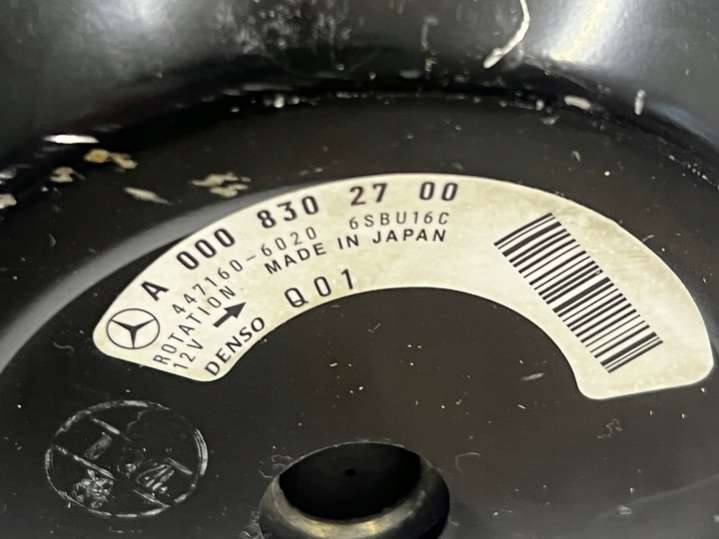 A 000 830 27 00
447160-6020 6SBU16C
ROTATION MADE IN JAPAN
12V → Q01
DENSO